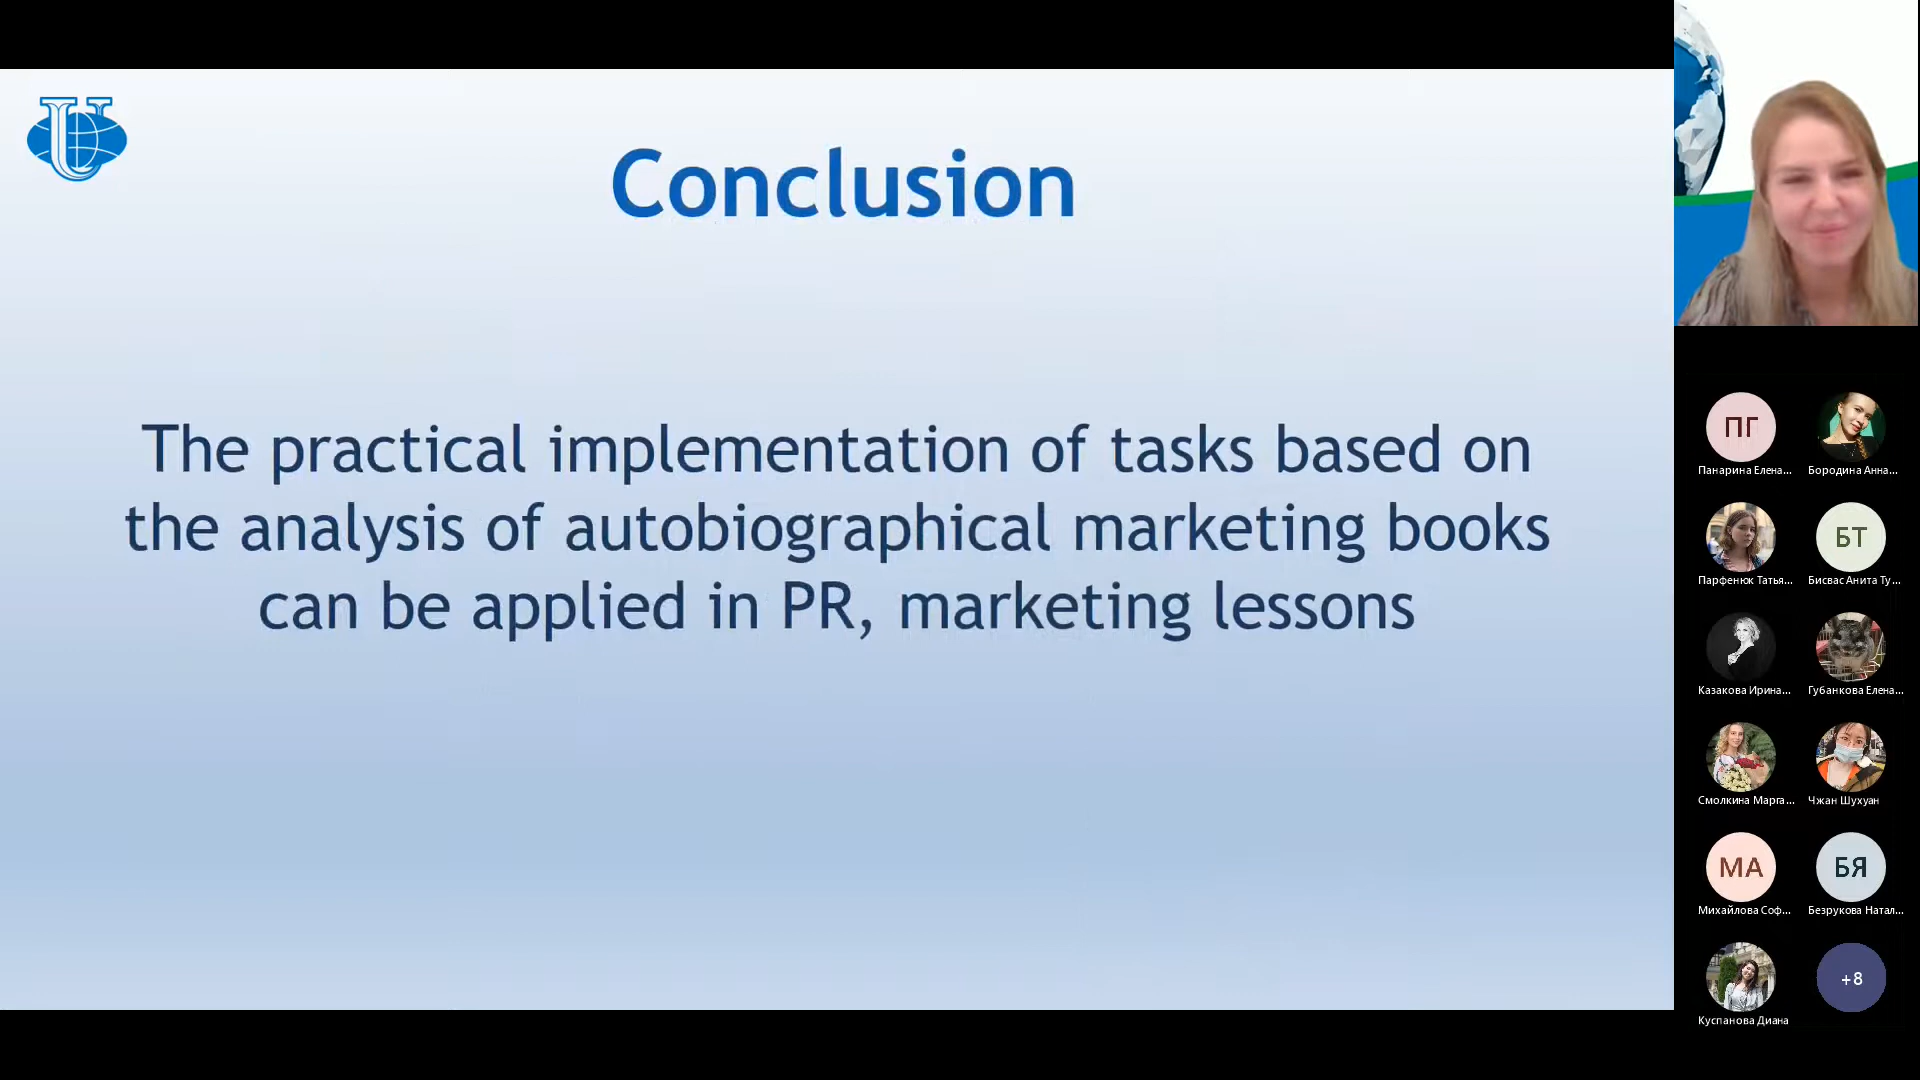 Conclusion
The practical implementation of tasks based on
the analysis of autobiographical marketing books
can be applied in PR, marketing lessons
ПГ
Панарина Елена...
Бородина Анна...
Парфенюк Татья...
БТ
Бисвас Анита Ту...
Казакова Ирина...
Губанкова Елена...
Смолкина Марга...
Чжан Шухуан
МА
Михайлова Соф...
БЯ
Безрукова Натал...
Куспанова Диана
+8